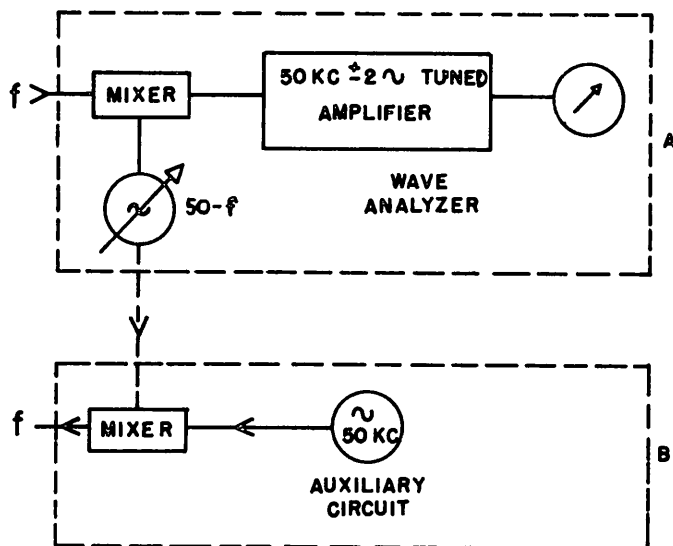 f
MIXER
50 KC ±2 ~ TUNED
AMPLIFIER
A
50-f
WAVE
ANALYZER
f
MIXER
~
50 KC
B
AUXILIARY
CIRCUIT